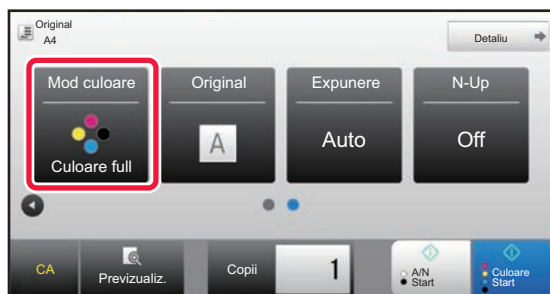 Original
A4
Detaliu
Mod culoare
Original
Expunere
N-Up
A
Auto
Off
Culoare full
CA
Previzualiz.
Copii
1
A/N
Start
Culoare
Start